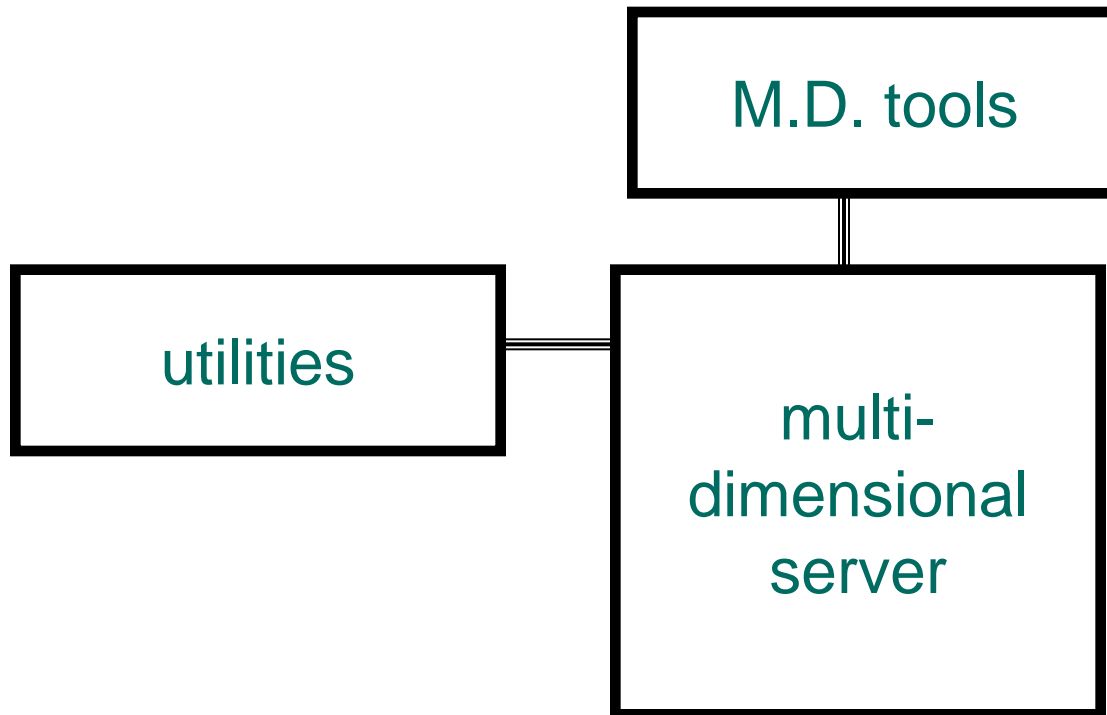 M.D. tools
utilities
multi-
dimensional
server